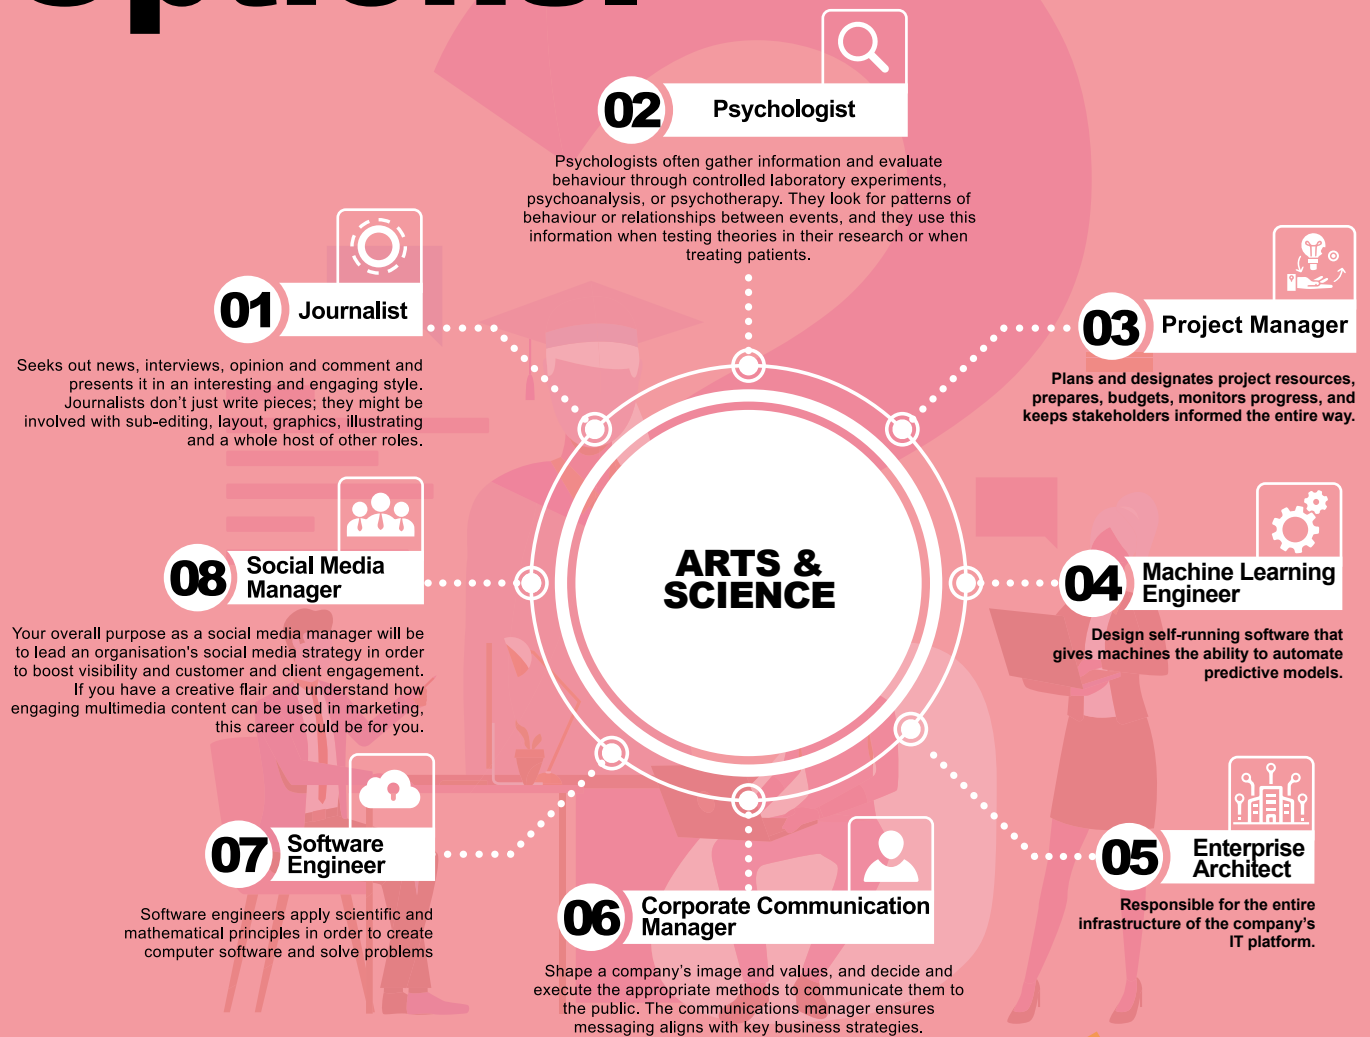 02
Psychologist
Psychologists often gather information and evaluate
behaviour through controlled laboratory experiments,
psychoanalysis, or psychotherapy. They look for patterns of
behaviour or relationships between events, and they use this
information when testing theories in their research or when
treating patients.
01
Journalist
Seeks out news, interviews, opinion and comment and
presents it in an interesting and engaging style.
Journalists don't just write pieces; they might be
involved with sub-editing, layout, graphics, illustrating
and a whole host of other roles.
03
Project Manager
Plans and designates project resources,
prepares, budgets, monitors progress, and
keeps stakeholders informed the entire way.
ARTS &
SCIENCE
08
Social Media
Manager
Your overall purpose as a social media manager will be
to lead an organisation's social media strategy in order
to boost visibility and customer and client engagement.
If you have a creative flair and understand how
engaging multimedia content can be used in marketing,
this career could be for you.
04
Machine Learning
Engineer
Design self-running software that
gives machines the ability to automate
predictive models.
07
Software
Engineer
Software engineers apply scientific and
mathematical principles in order to create
computer software and solve problems
05
Enterprise
Architect
Responsible for the entire
infrastructure of the company's
IT platform.
06
Corporate Communication
Manager
Shape a company's image and values, and decide and
execute the appropriate methods to communicate them to
the public. The communications manager ensures
messaging aligns with key business strategies.